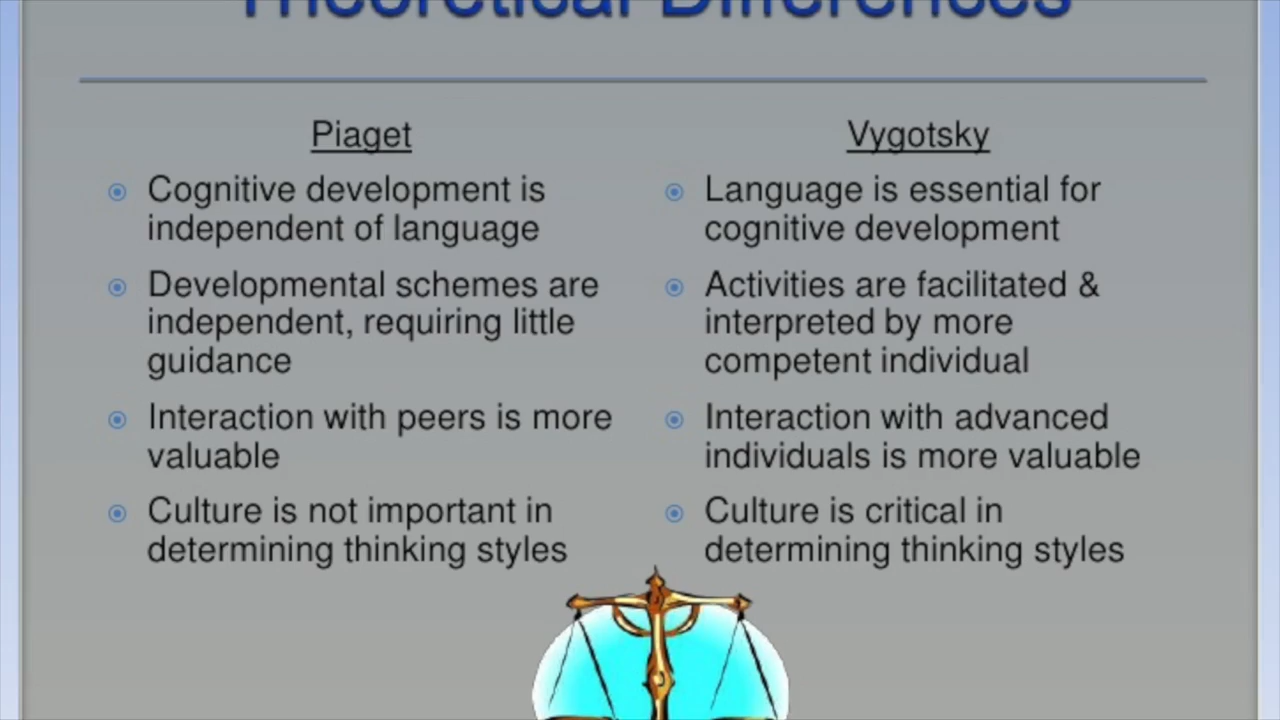 Theoretical Differences
Piaget
Cognitive development is
independent of language
Developmental schemes are
independent, requiring little
guidance
Interaction with peers is more
valuable
Culture is not important in
determining thinking styles
Vygotsky
Language is essential for
cognitive development
Activities are facilitated &
interpreted by more
competent individual
Interaction with advanced
individuals is more valuable
Culture is critical in
determining thinking styles